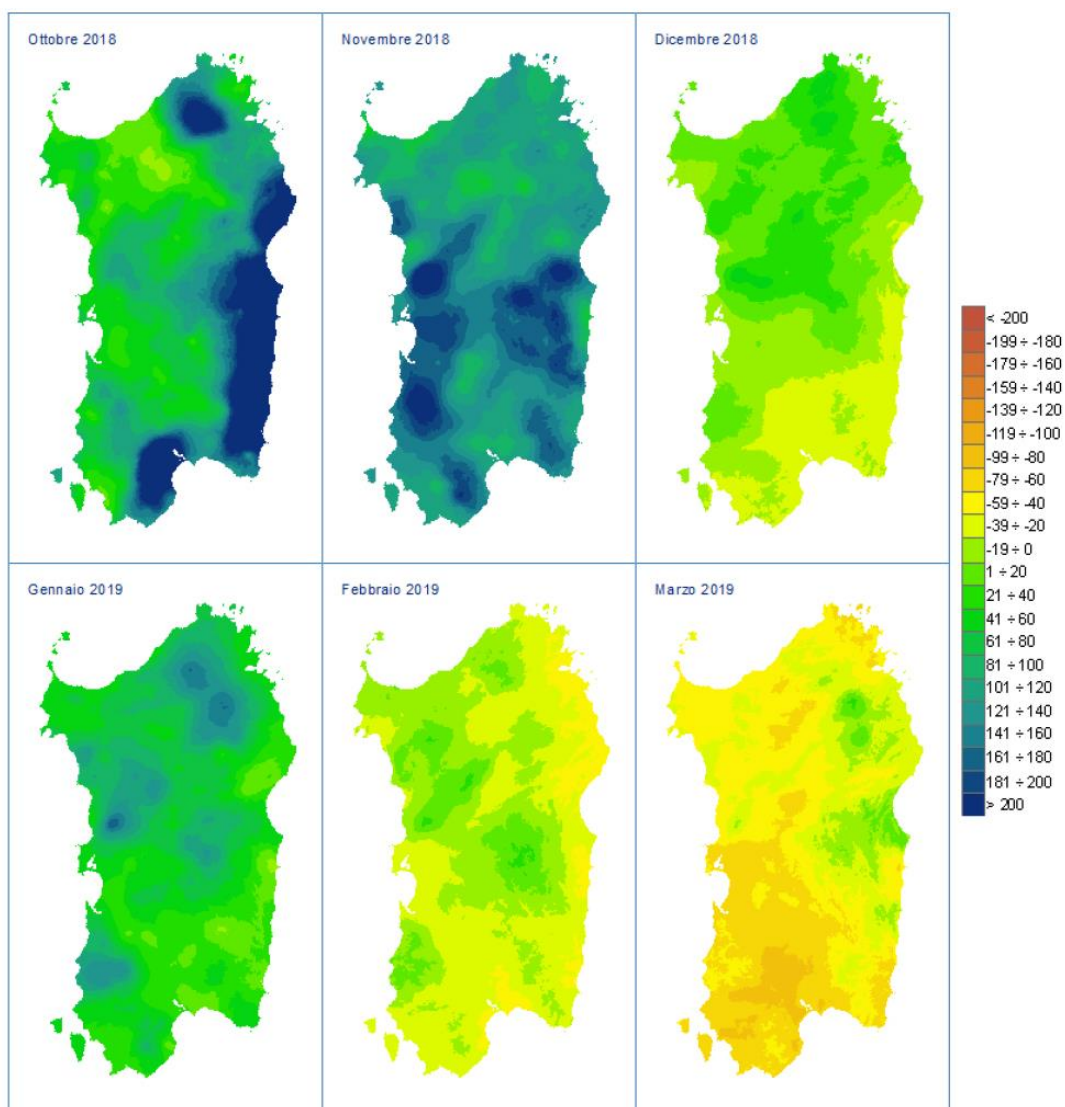 Ottobre 2018
Novembre 2018
Dicembre 2018
< -200
-199 ÷ -180
-179 ÷ -160
-159 ÷ -140
-139 ÷ -120
-119 ÷ -100
-99 ÷ -80
-79 ÷ -60
-59 ÷ -40
-39 ÷ -20
-19 ÷ 0
1 ÷ 20
21 ÷ 40
41 ÷ 60
61 ÷ 80
81 ÷ 100
101 ÷ 120
121 ÷ 140
141 ÷ 160
161 ÷ 180
181 ÷ 200
> 200
Gennaio 2019
Febbraio 2019
Marzo 2019